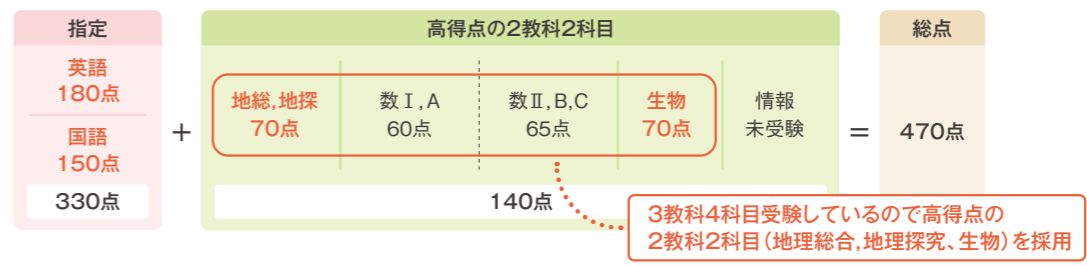 指定
英語
180点
国語
150点
330点
+
高得点の2教科2科目
地総,地探
70点
数Ⅰ,A
60点
数Ⅱ,B,C
65点
生物
70点
情報
未受験
140点
=
総点
470点
3教科4科目受験しているので高得点の
2教科2科目(地理総合,地理探究、生物)を採用